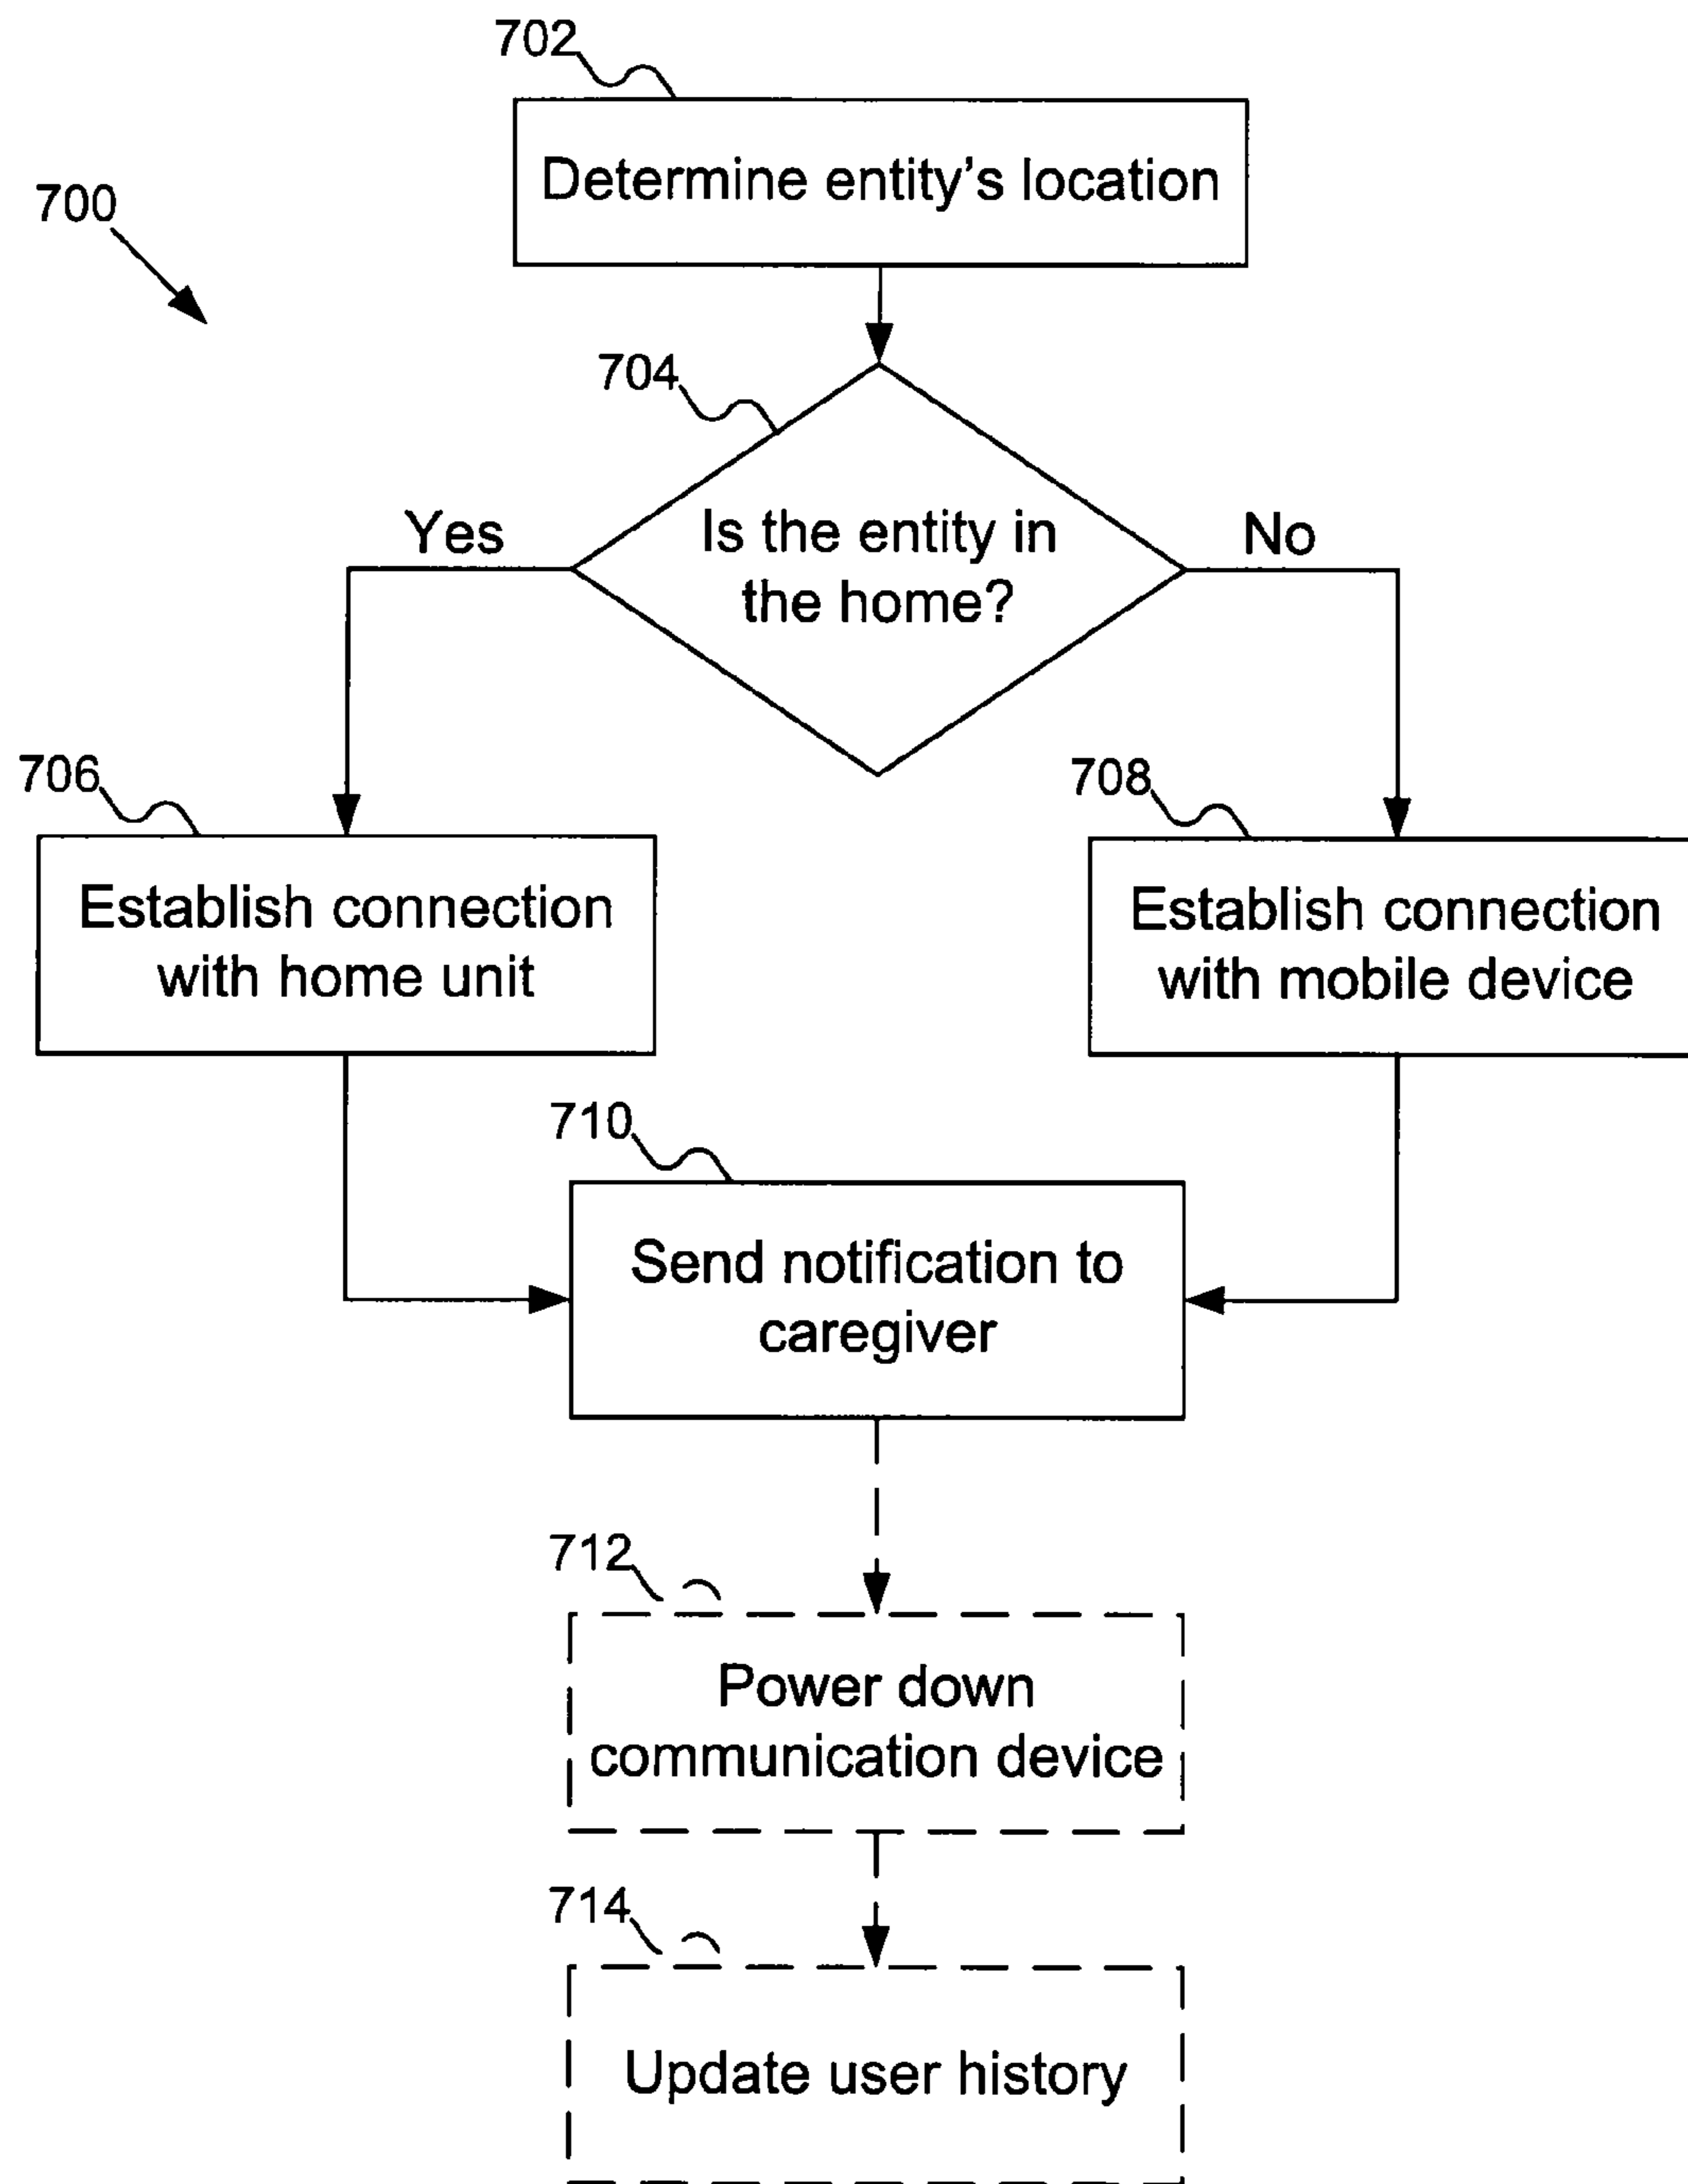 702
Determine entity's location
700
704
Yes
Is the entity in
the home?
No
706
Establish connection
with home unit
708
Establish connection
with mobile device
710
Send notification to
caregiver
712
Power down
communication device
714
Update user history